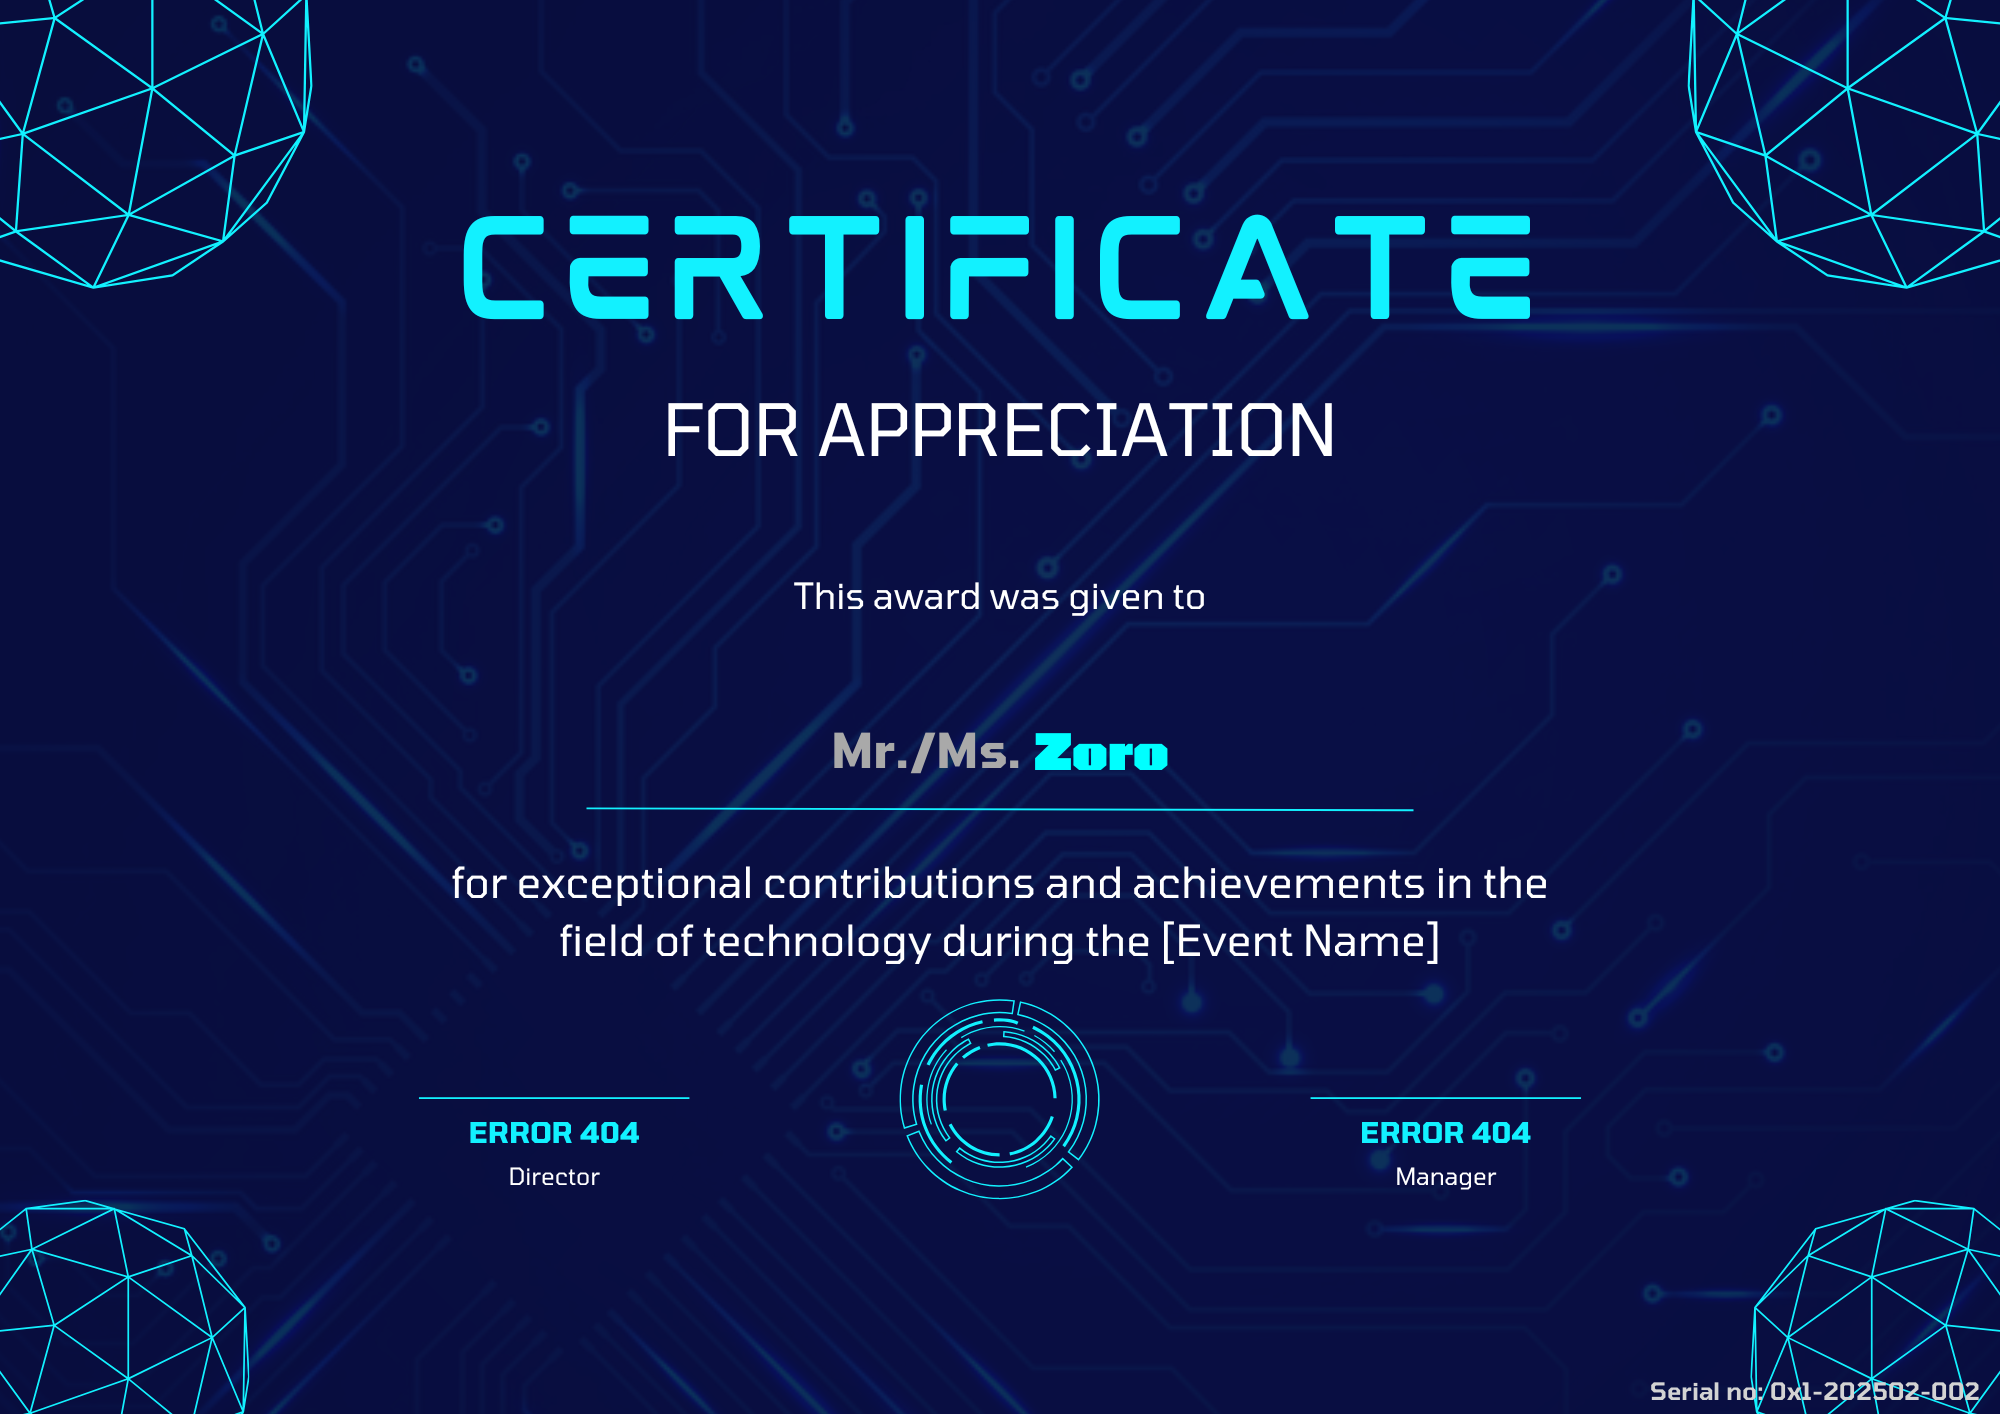 CERTIFICATE
FOR APPRECIATION
This award was given to
Mr./Ms. Zoro
for exceptional contributions and achievements in the
field of technology during the [Event Name]
ERROR 404
Director
ERROR 404
Manager
Serial no: 0x1-202502-002